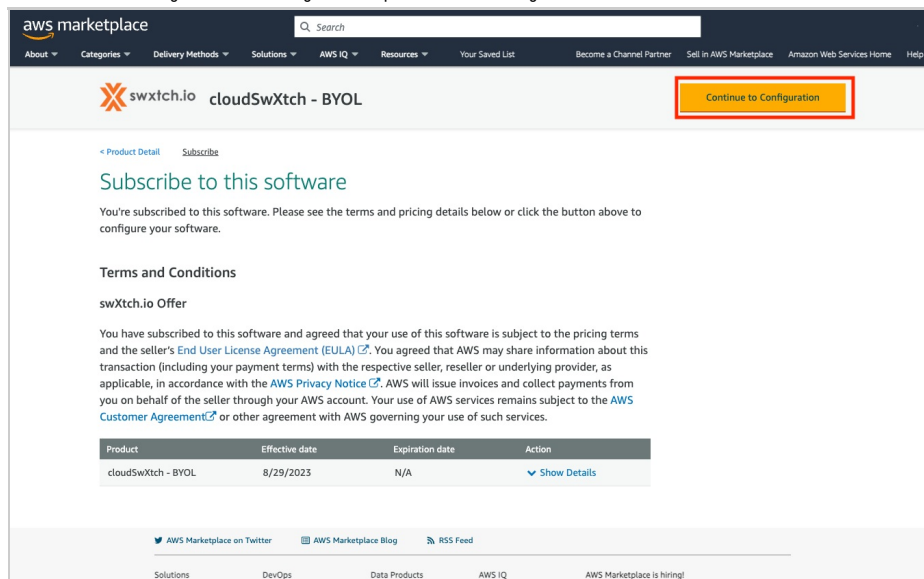 aws marketplace
Search
About Categories Delivery Methods Solutions AWS IQ Resources Your Saved List Become a Channel Partner Sell in AWS Marketplace Amazon Web Services Home Help
swxtch.io cloudSwXtch - BYOL Continue to Configuration
< Product Detail Subscribe
Subscribe to this software
You're subscribed to this software. Please see the terms and pricing details below or click the button above to
configure your software.
Terms and Conditions
swXtch.io Offer
You have subscribed to this software and agreed that your use of this software is subject to the pricing terms
and the seller's End User License Agreement (EULA). You agreed that AWS may share information about this
transaction (including your payment terms) with the respective seller, reseller or underlying provider, as
applicable, in accordance with the AWS Privacy Notice. AWS will issue invoices and collect payments from
you on behalf of the seller through your AWS account. Your use of AWS services remains subject to the AWS
Customer Agreement or other agreement with AWS governing your use of such services.
Product Effective date Expiration date Action
cloudSwXtch - BYOL 8/29/2023 N/A Show Details
AWS Marketplace on Twitter AWS Marketplace Blog RSS Feed
Solutions DevOps Data Products AWS IQ AWS Marketplace is hiring!